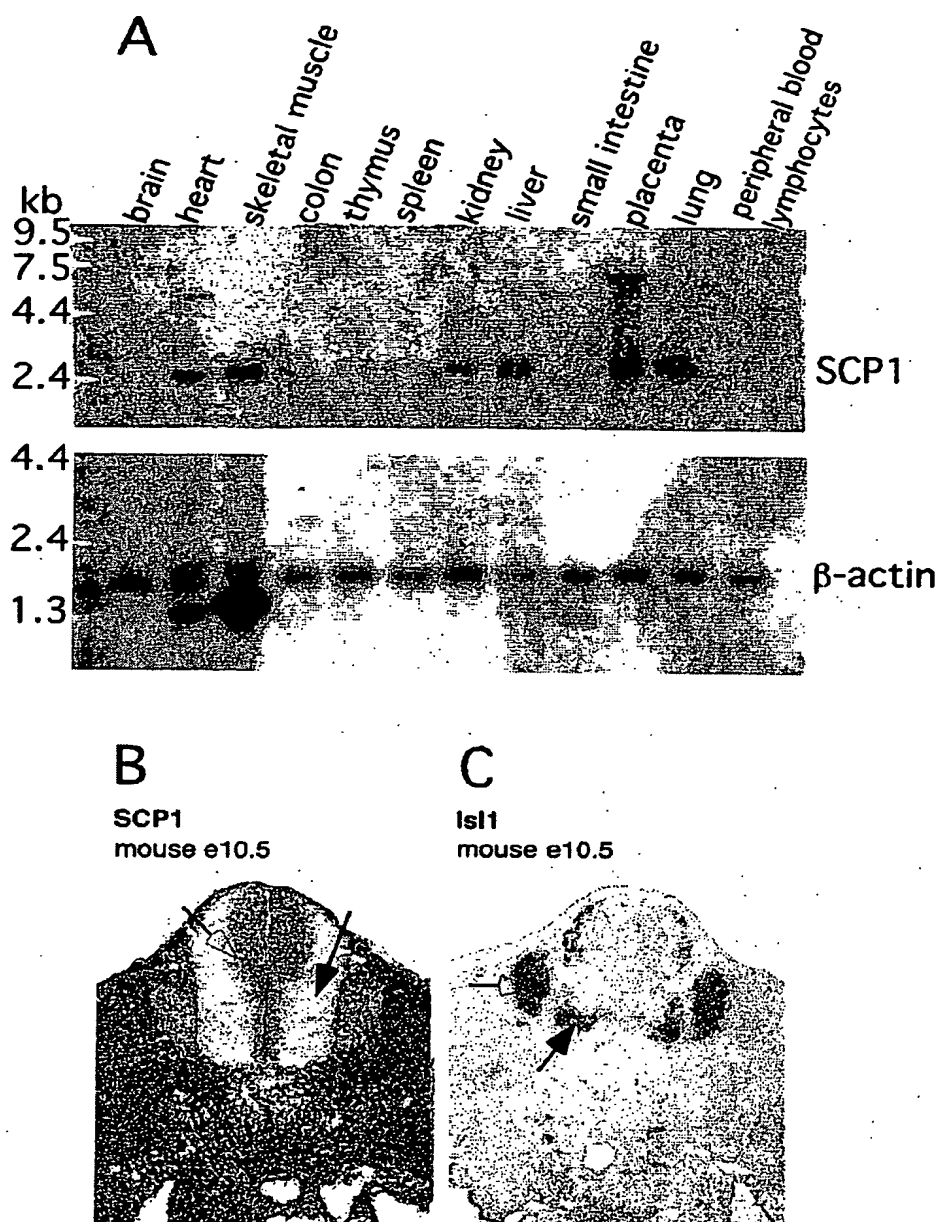 A
brain
heart
skeletal muscle
colon
thymus
spleen
kidney
liver
small intestine
placenta
lung
peripheral blood
lymphocytes
kb
9.5
7.5
4.4
2.4
SCP1
4.4
2.4
1.3
β-actin
B
SCP1
mouse e10.5
C
Isl1
mouse e10.5